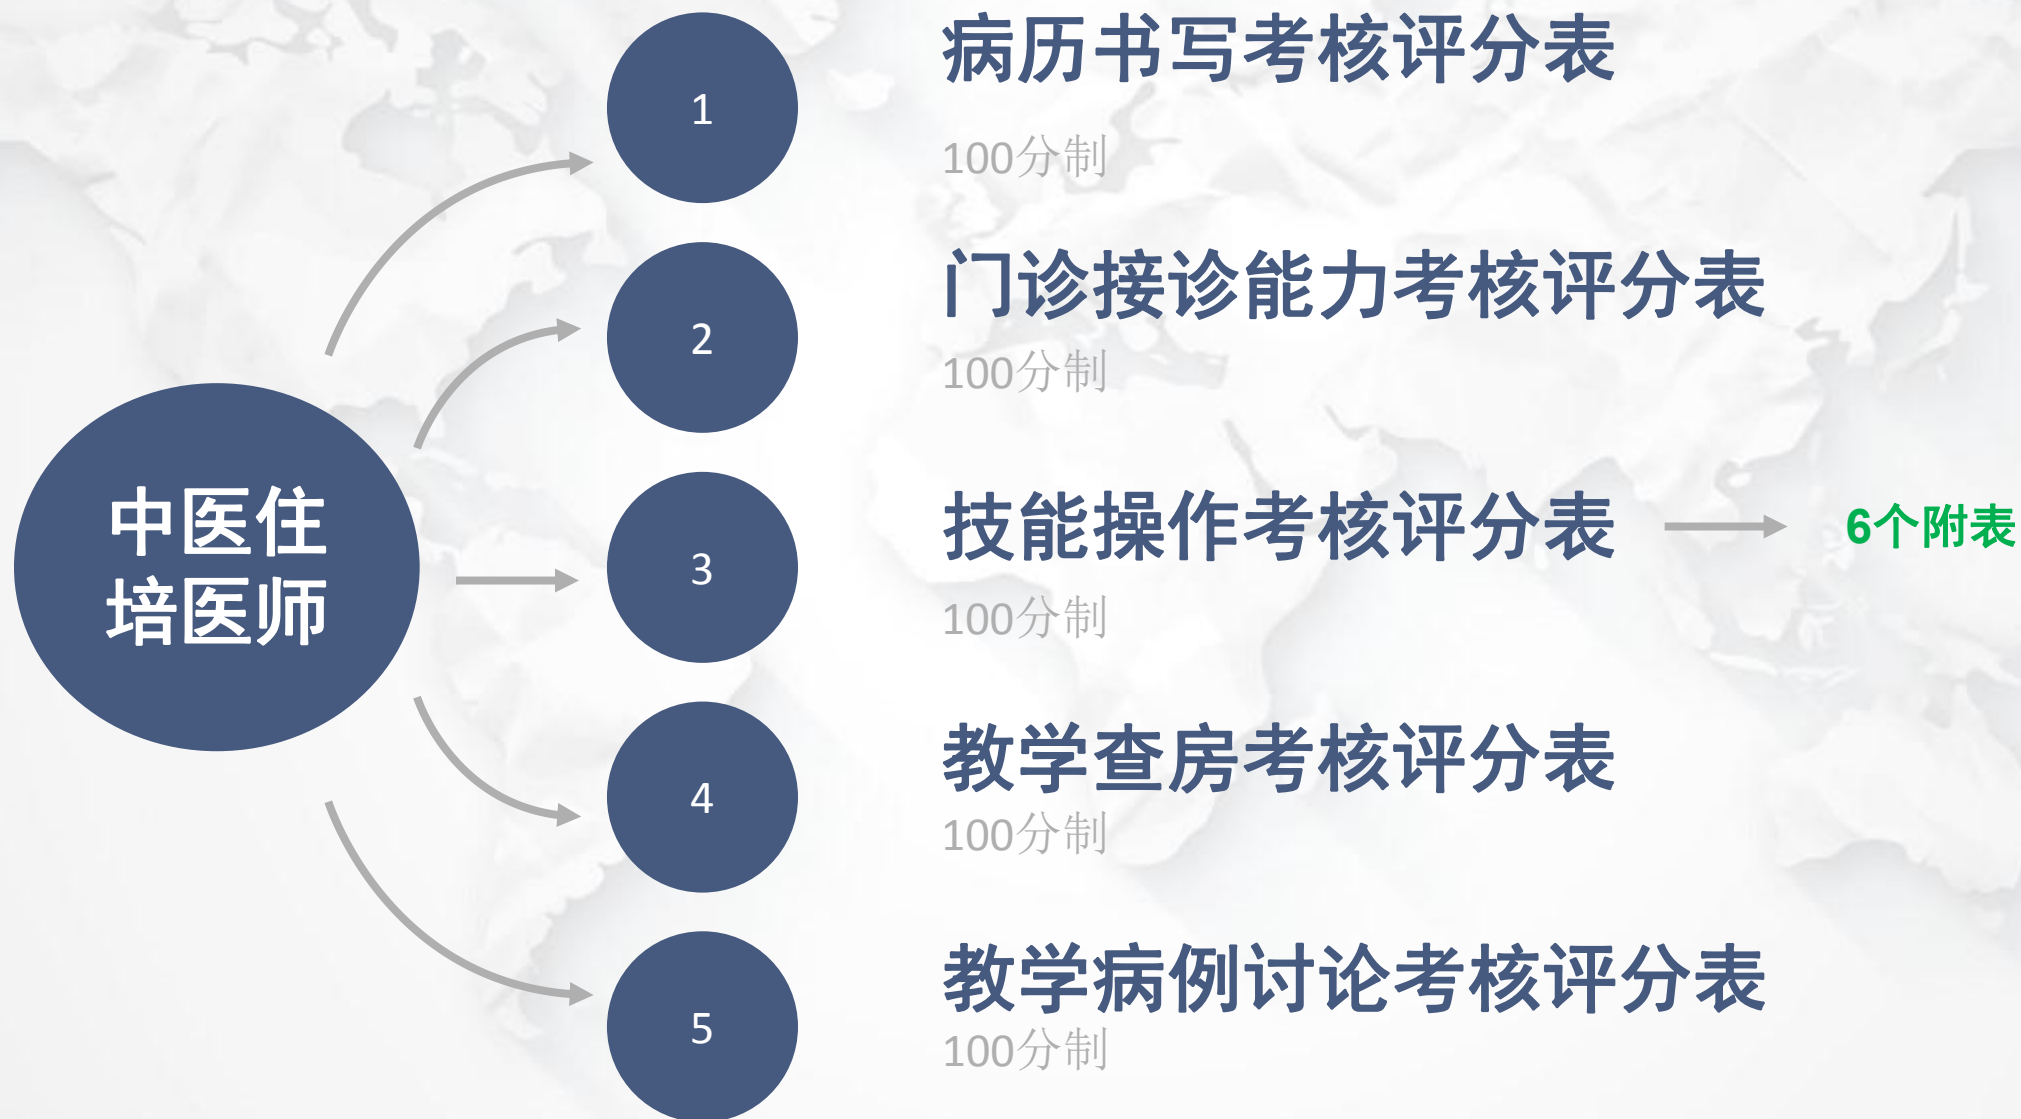 中医住
培医师
1
病历书写考核评分表
100分制
2
门诊接诊能力考核评分表
100分制
3
技能操作考核评分表
6个附表
100分制
4
教学查房考核评分表
100分制
5
教学病例讨论考核评分表
100分制